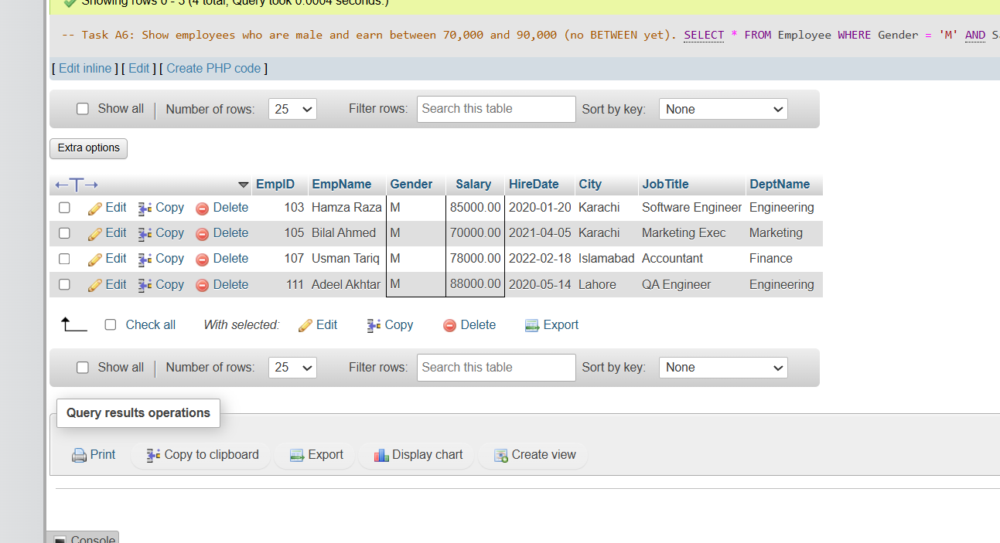 Showing rows 0 - 3 (4 total, Query took 0.0004 seconds.)
-- Task A6: Show employees who are male and earn between 70,000 and 90,000 (no BETWEEN yet). SELECT * FROM Employee WHERE Gender = 'M' AND S
[ Edit inline ] [ Edit ] [ Create PHP code ]
Show all Number of rows: 25 Filter rows: Search this table Sort by key: None
Extra options
←T→ EmpID EmpName Gender Salary HireDate City JobTitle DeptName
Edit Copy Delete 103 Hamza Raza M 85000.00 2020-01-20 Karachi Software Engineer Engineering
Edit Copy Delete 105 Bilal Ahmed M 70000.00 2021-04-05 Karachi Marketing Exec Marketing
Edit Copy Delete 107 Usman Tariq M 78000.00 2022-02-18 Islamabad Accountant Finance
Edit Copy Delete 111 Adeel Akhtar M 88000.00 2020-05-14 Lahore QA Engineer Engineering
Check all With selected: Edit Copy Delete Export
Show all Number of rows: 25 Filter rows: Search this table Sort by key: None
Query results operations
Print Copy to clipboard Export Display chart Create view
Console